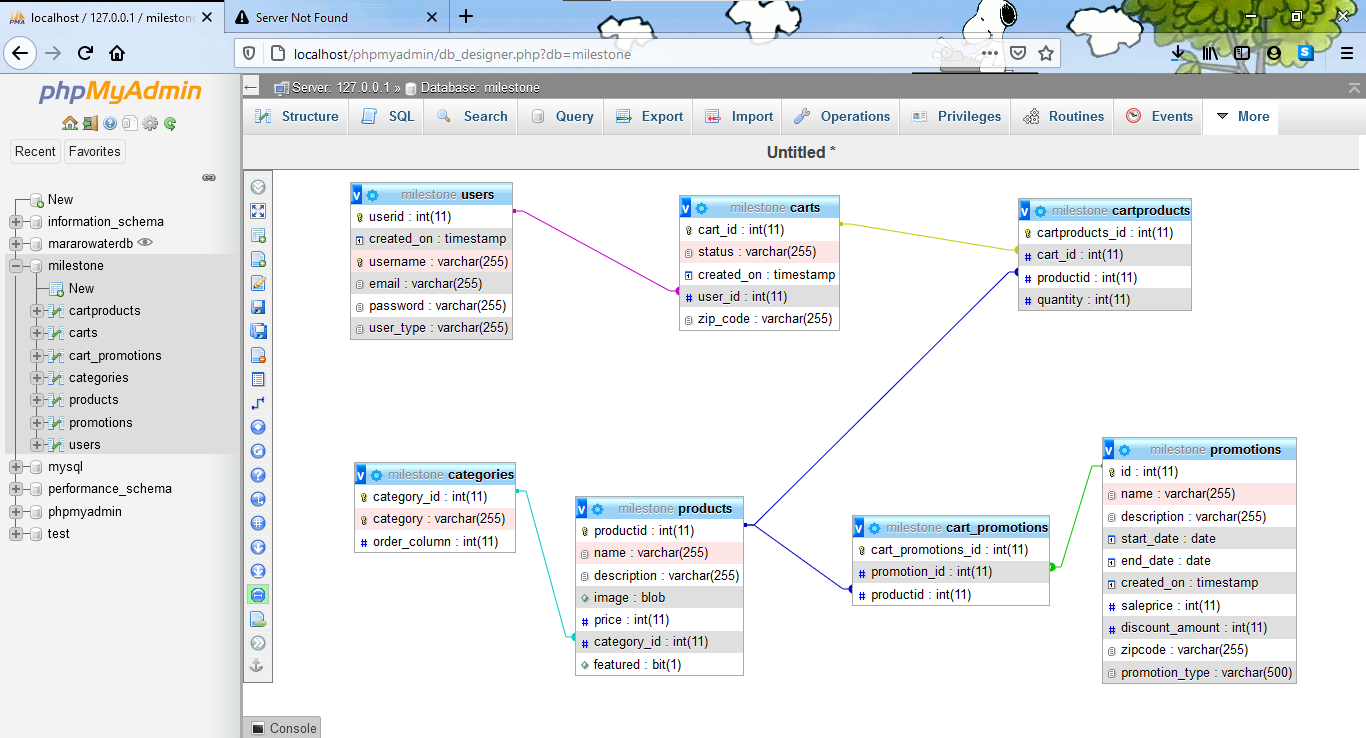 localhost / 127.0.0.1 / milestone
Server Not Found
localhost/phpmyadmin/db_designer.php?db=milestone
phpMyAdmin
Recent
Favorites
New
information_schema
mararowaterdb
milestone
New
cartproducts
carts
cart_promotions
categories
products
promotions
users
mysql
performance_schema
phpmyadmin
test
Server: 127.0.0.1 » Database: milestone
Structure SQL Search Query Export Import Operations Privileges Routines Events More
Untitled *
v milestone users
userid : int(11)
created_on : timestamp
username : varchar(255)
email : varchar(255)
password : varchar(255)
user_type : varchar(255)
v milestone carts
cart_id : int(11)
status : varchar(255)
created_on : timestamp
# user_id : int(11)
zip_code : varchar(255)
v milestone cartproducts
cartproducts_id : int(11)
# cart_id : int(11)
# productid : int(11)
# quantity : int(11)
v milestone categories
category_id : int(11)
category : varchar(255)
# order_column : int(11)
v milestone products
productid : int(11)
name : varchar(255)
description : varchar(255)
image : blob
# price : int(11)
# category_id : int(11)
featured : bit(1)
v milestone cart_promotions
cart_promotions_id : int(11)
# promotion_id : int(11)
# productid : int(11)
v milestone promotions
id : int(11)
name : varchar(255)
description : varchar(255)
start_date : date
end_date : date
created_on : timestamp
# saleprice : int(11)
# discount_amount : int(11)
zipcode : varchar(255)
promotion_type : varchar(500)
Console